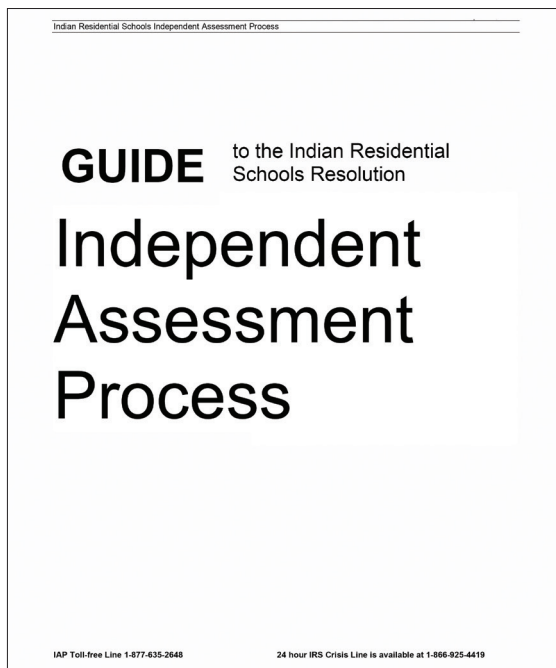 Indian Residential Schools Independent Assessment Process
GUIDE
to the Indian Residential
Schools Resolution
Independent
Assessment
Process
IAP Toll-free Line 1-877-635-2648
24 hour IRS Crisis Line is available at 1-866-925-4419